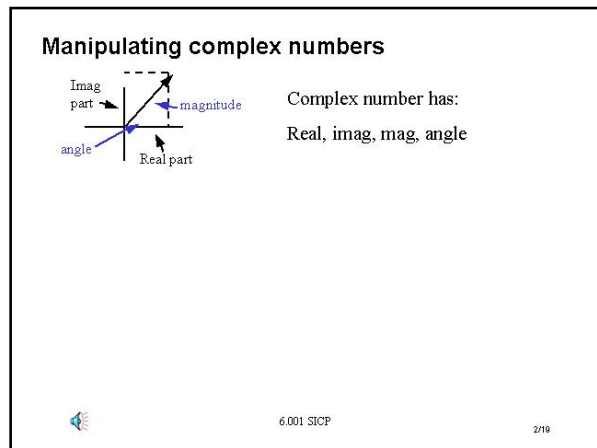 Manipulating complex numbers
Imag
part
magnitude
angle
Real part
Complex number has:
Real, imag, mag, angle
6.001 SICP
2/19